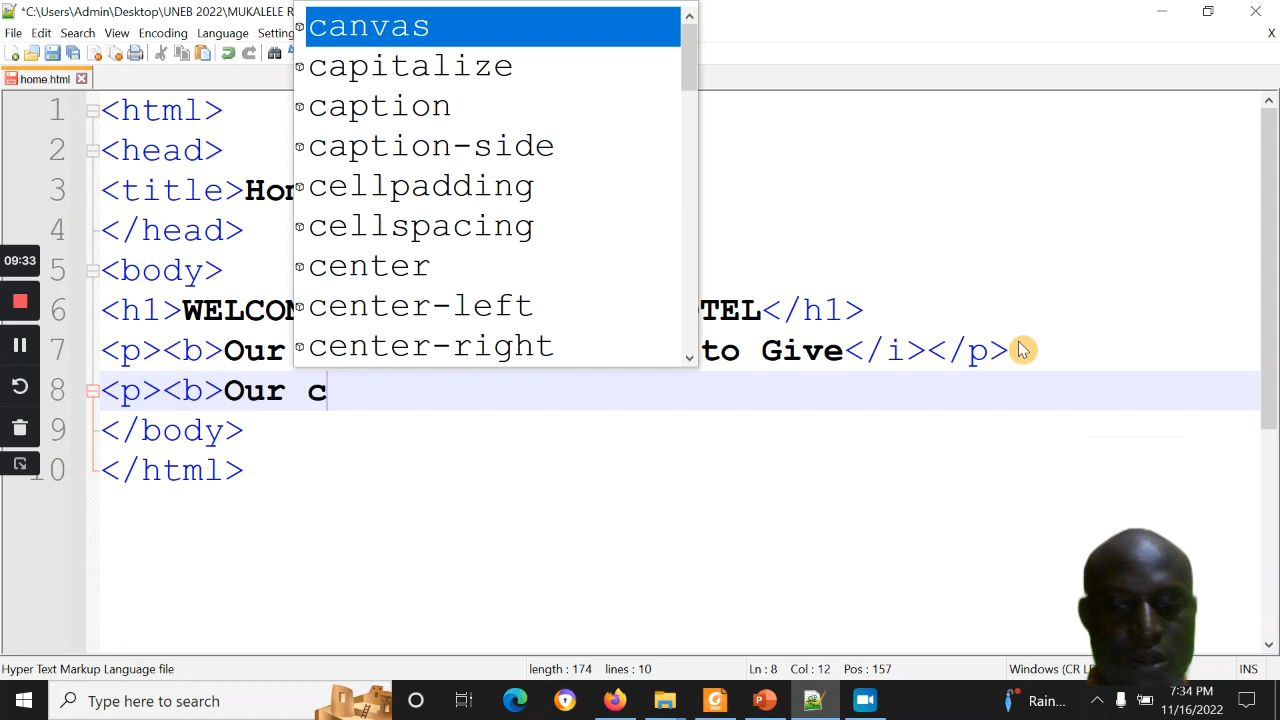 *C:\Users\Admin\Desktop\UNEB 2022\MUKALELE R
File Edit Search View Encoding Language Settin
X
home.html
canvas
capitalize
caption
caption-side
cellpadding
cellspacing
center
center-left
center-right
1 <html>
2 <head>
3 <title>Hom
4 </head>
5 <body>
6 <h1>WELCOM OTEL</h1>
7 <p><b>Our to Give</i></p>
8 <p><b>Our c
9 </body>
10 </html>
09:33
Hyper Text Markup Language file length : 174 lines : 10 Ln : 8 Col : 12 Pos : 157 Windows (CR L INS
Type here to search
Rain...
7:34 PM
11/16/2022